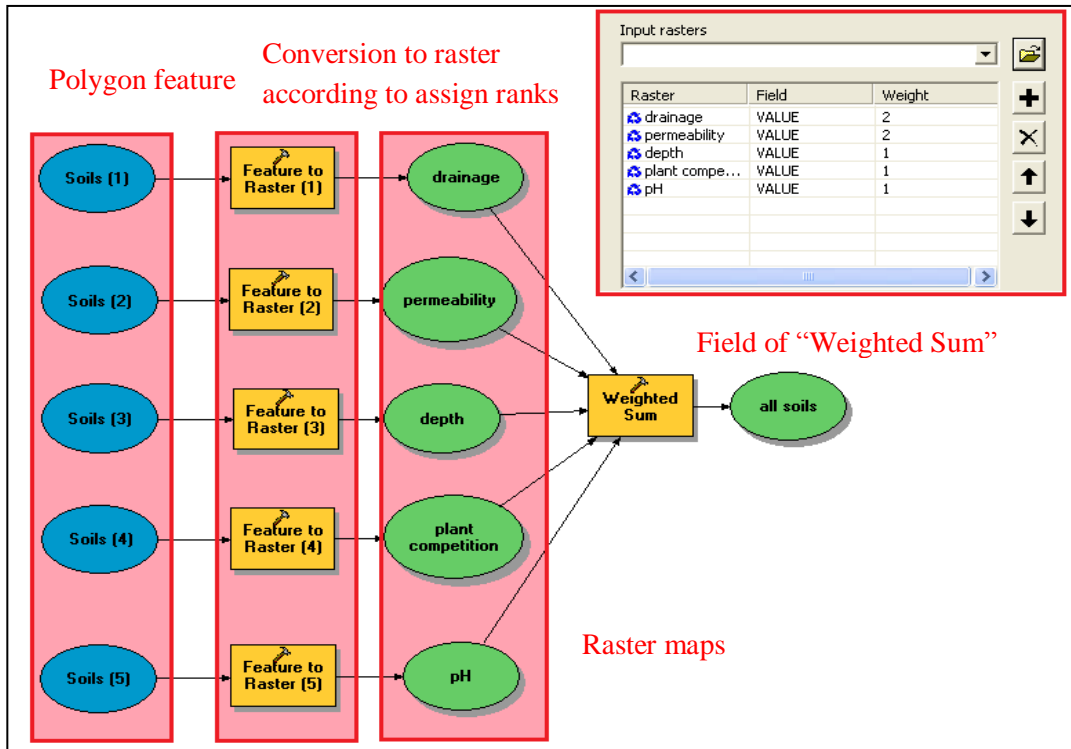 Polygon feature
Conversion to raster
according to assign ranks
Input rasters
Raster Field Weight
drainage VALUE 2
permeability VALUE 2
depth VALUE 1
plant compe... VALUE 1
pH VALUE 1
Field of “Weighted Sum”
Soils (1)
Feature to
Raster (1)
drainage
Soils (2)
Feature to
Raster (2)
permeability
Soils (3)
Feature to
Raster (3)
depth
Weighted
Sum
all soils
Soils (4)
Feature to
Raster (4)
plant
competition
Raster maps
Soils (5)
Feature to
Raster (5)
pH